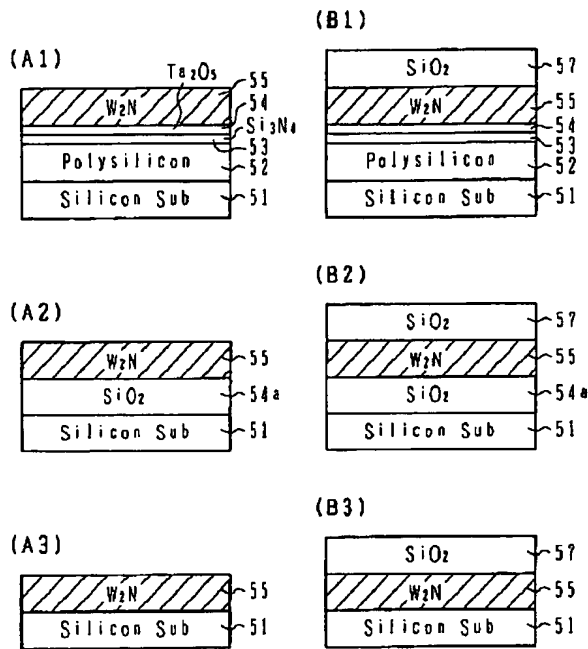 (A1)
Ta₂O₅
55
54
Si₃N₄
W₂N
53
Polysilicon
52
Silicon Sub
51
(B1)
SiO₂
57
W₂N
55
54
53
Polysilicon
52
Silicon Sub
51
(A2)
W₂N
55
SiO₂
54a
Silicon Sub
51
(B2)
SiO₂
57
W₂N
55
SiO₂
54a
Silicon Sub
51
(A3)
W₂N
55
Silicon Sub
51
(B3)
SiO₂
57
W₂N
55
Silicon Sub
51